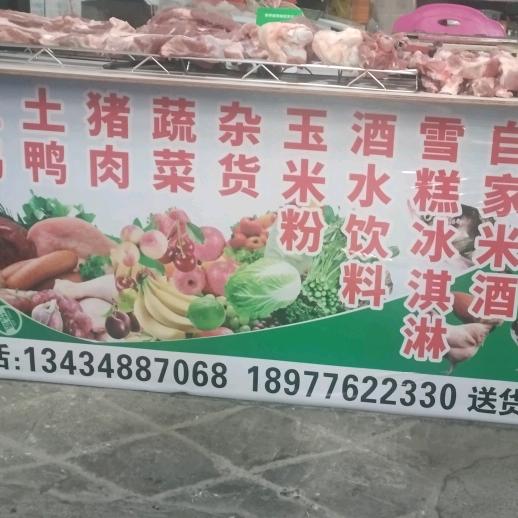 土鸭
猪肉
蔬菜
杂货
玉米粉
酒水饮料
雪糕冰淇淋
自家米酒
话:13434887068 18977622330 送货